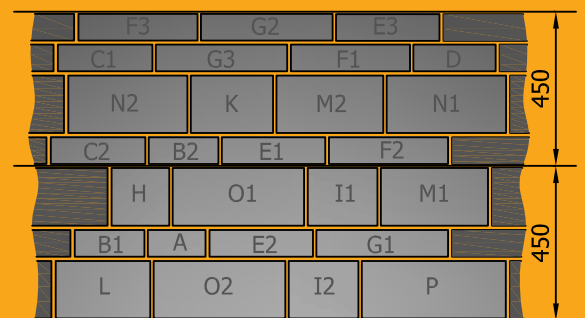 F3 G2 E3
C1 G3 F1 D
N2 K M2 N1
450
C2 B2 E1 F2
H O1 I1 M1
B1 A E2 G1
450
L O2 I2 P